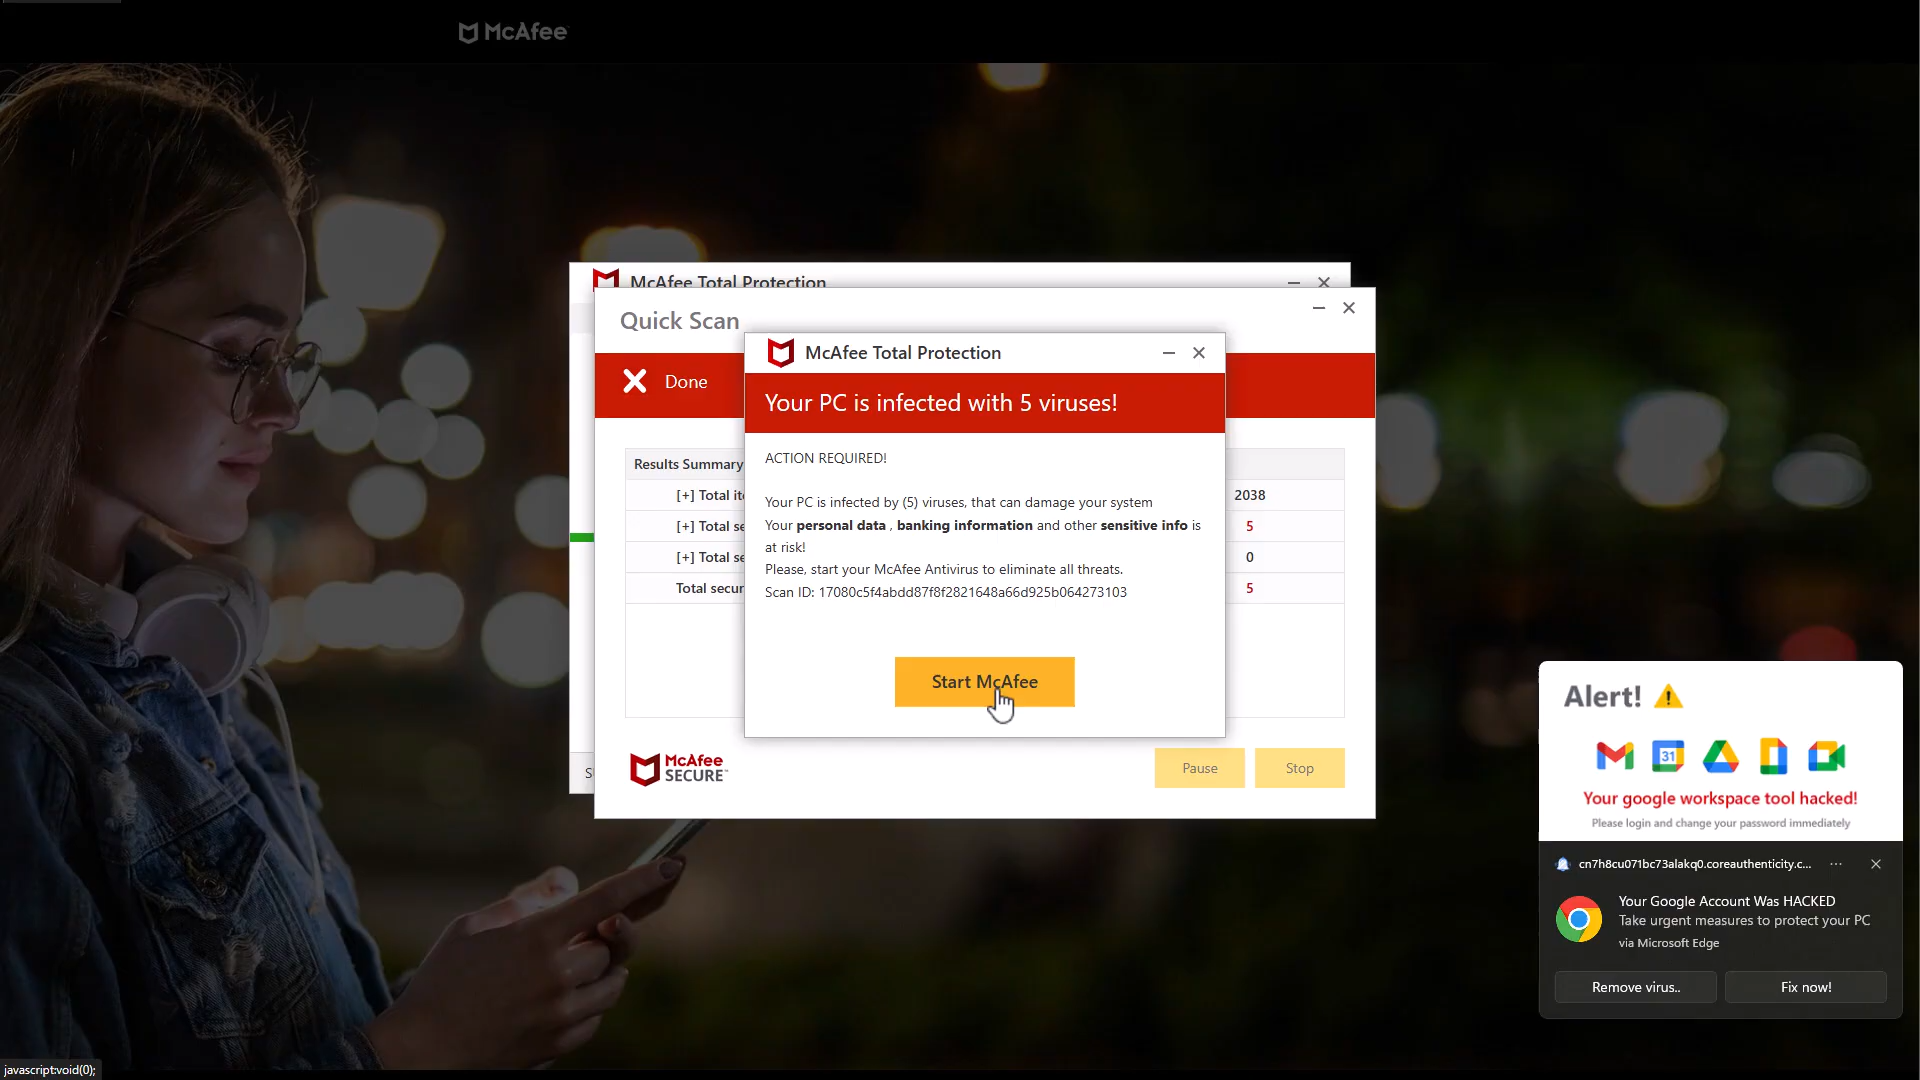 McAfee
McAfee Total Protection
Quick Scan
Done
Results Summary
[+] Total
2038
[+] Total
5
[+] Total
0
Total
5
McAfee Total Protection
Your PC is infected with 5 viruses!
ACTION REQUIRED!
Your PC is infected by (5) viruses, that can damage your system
Your personal data , banking information and other sensitive info is
at risk!
Please, start your McAfee Antivirus to eliminate all threats.
Scan ID: 17080c5f4abdd87f8f2821648a66d925b064273103
Start McAfee
McAfee
SECURE
Pause
Stop
Alert!
31
Your google workspace tool hacked!
Please login and change your password immediately
cn7h8cu071bc73alakq0.coreauthenticity.c...
Your Google Account Was HACKED
Take urgent measures to protect your PC
via Microsoft Edge
Remove virus..
Fix now!
javascript:void(0);